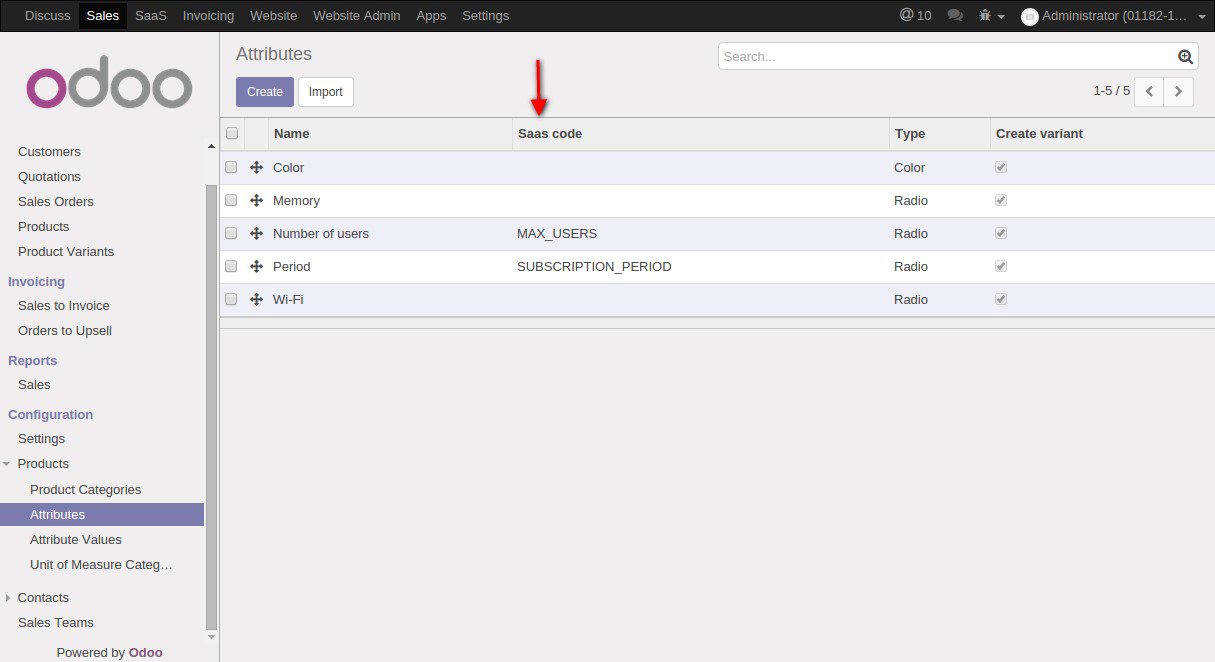 Discuss Sales SaaS Invoicing Website Website Admin Apps Settings @ 10 Administrator (01182-1...
odoo
Attributes
Search...
Create Import
1-5 / 5
Customers
Quotations
Sales Orders
Products
Product Variants
Invoicing
Sales to Invoice
Orders to Upsell
Reports
Sales
Configuration
Settings
Products
Product Categories
Attributes
Attribute Values
Unit of Measure Categ...
Contacts
Sales Teams
Powered by Odoo
Name Saas code Type Create variant
Color Color
Memory Radio
Number of users MAX_USERS Radio
Period SUBSCRIPTION_PERIOD Radio
Wi-Fi Radio